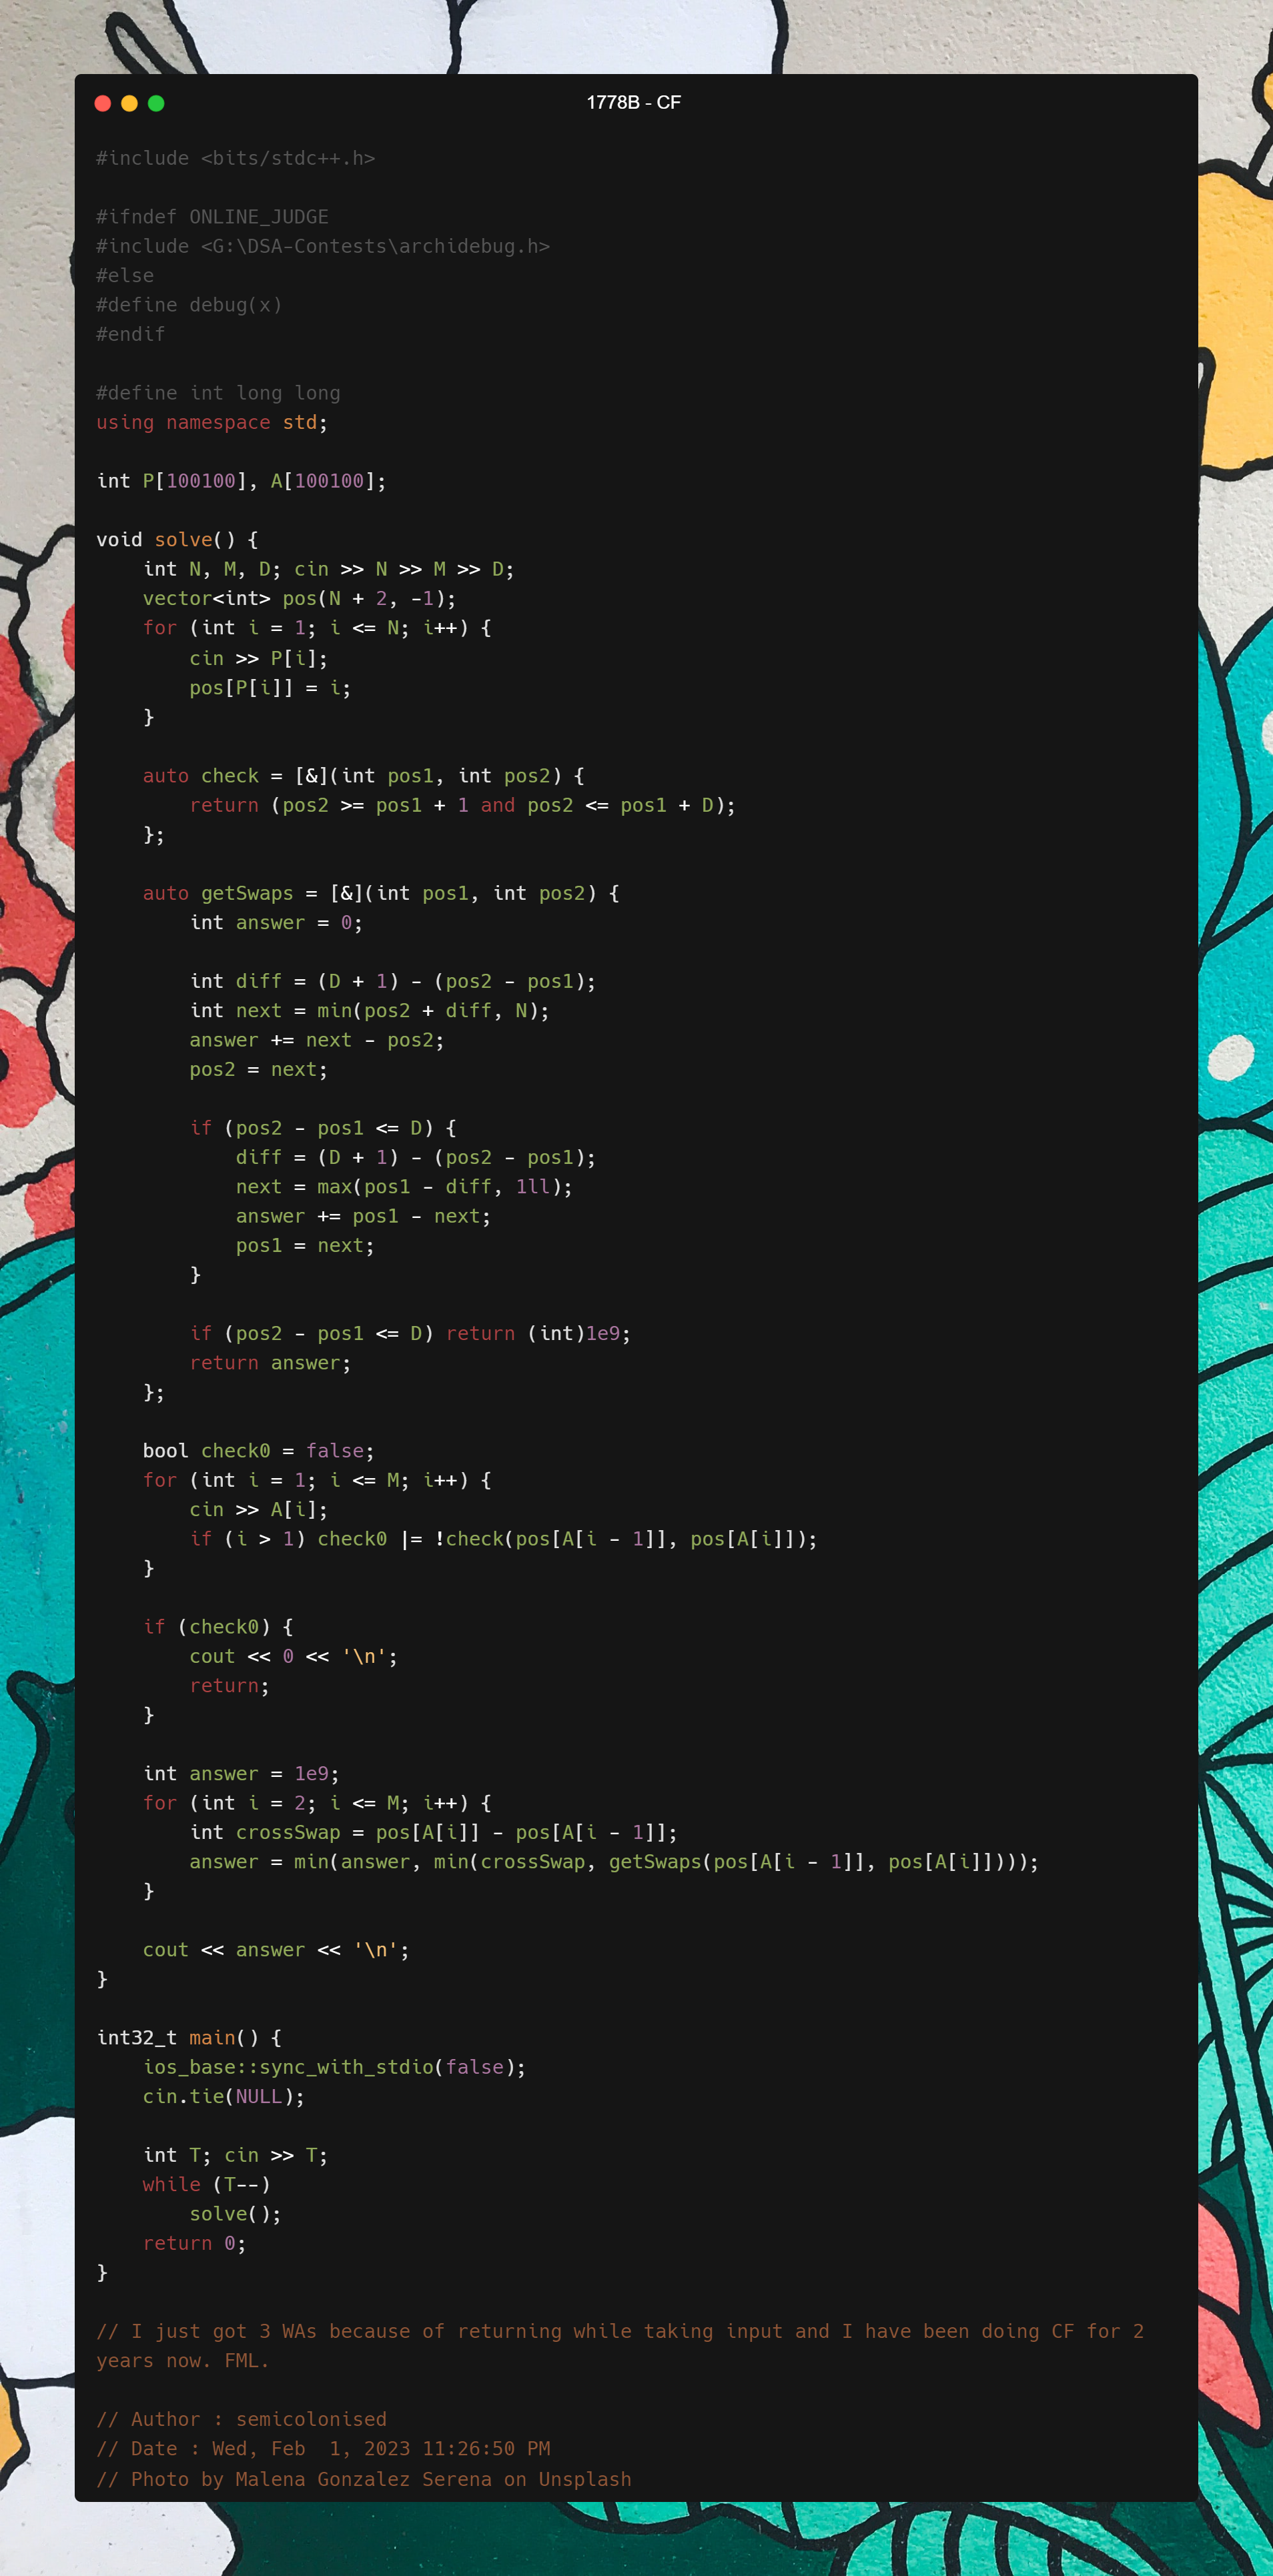 1778B - CF
#include <bits/stdc++.h>
#ifndef ONLINE_JUDGE
#include <G:\DSA-Contests\archidebug.h>
#else
#define debug(x)
#endif
#define int long long
using namespace std;
int P[100100], A[100100];
void solve() {
    int N, M, D; cin >> N >> M >> D;
    vector<int> pos(N + 2, -1);
    for (int i = 1; i <= N; i++) {
        cin >> P[i];
        pos[P[i]] = i;
    }
    auto check = [&](int pos1, int pos2) {
        return (pos2 >= pos1 + 1 and pos2 <= pos1 + D);
    };
    auto getSwaps = [&](int pos1, int pos2) {
        int answer = 0;
        int diff = (D + 1) - (pos2 - pos1);
        int next = min(pos2 + diff, N);
        answer += next - pos2;
        pos2 = next;
        if (pos2 - pos1 <= D) {
            diff = (D + 1) - (pos2 - pos1);
            next = max(pos1 - diff, 1ll);
            answer += pos1 - next;
            pos1 = next;
        }
        if (pos2 - pos1 <= D) return (int)1e9;
        return answer;
    };
    bool check0 = false;
    for (int i = 1; i <= M; i++) {
        cin >> A[i];
        if (i > 1) check0 |= !check(pos[A[i - 1]], pos[A[i]]);
    }
    if (check0) {
        cout << 0 << '\n';
        return;
    }
    int answer = 1e9;
    for (int i = 2; i <= M; i++) {
        int crossSwap = pos[A[i]] - pos[A[i - 1]];
        answer = min(answer, min(crossSwap, getSwaps(pos[A[i - 1]], pos[A[i]])));
    }
    cout << answer << '\n';
}
int32_t main() {
    ios_base::sync_with_stdio(false);
    cin.tie(NULL);
    int T; cin >> T;
    while (T--)
        solve();
    return 0;
}
// I just got 3 WAs because of returning while taking input and I have been doing CF for 2
years now. FML.
// Author : semicolonised
// Date : Wed, Feb  1, 2023 11:26:50 PM
// Photo by Malena Gonzalez Serena on Unsplash